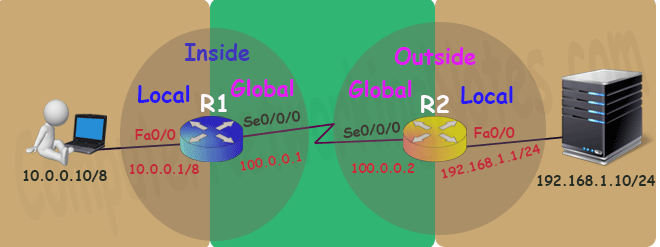 Inside
Outside
Local
Global
Global
Local
R1
R2
Fa0/0
Se0/0/0
Se0/0/0
Fa0/0
10.0.0.10/8
10.0.0.1/8
100.0.0.1
100.0.0.2
192.168.1.1/24
192.168.1.10/24